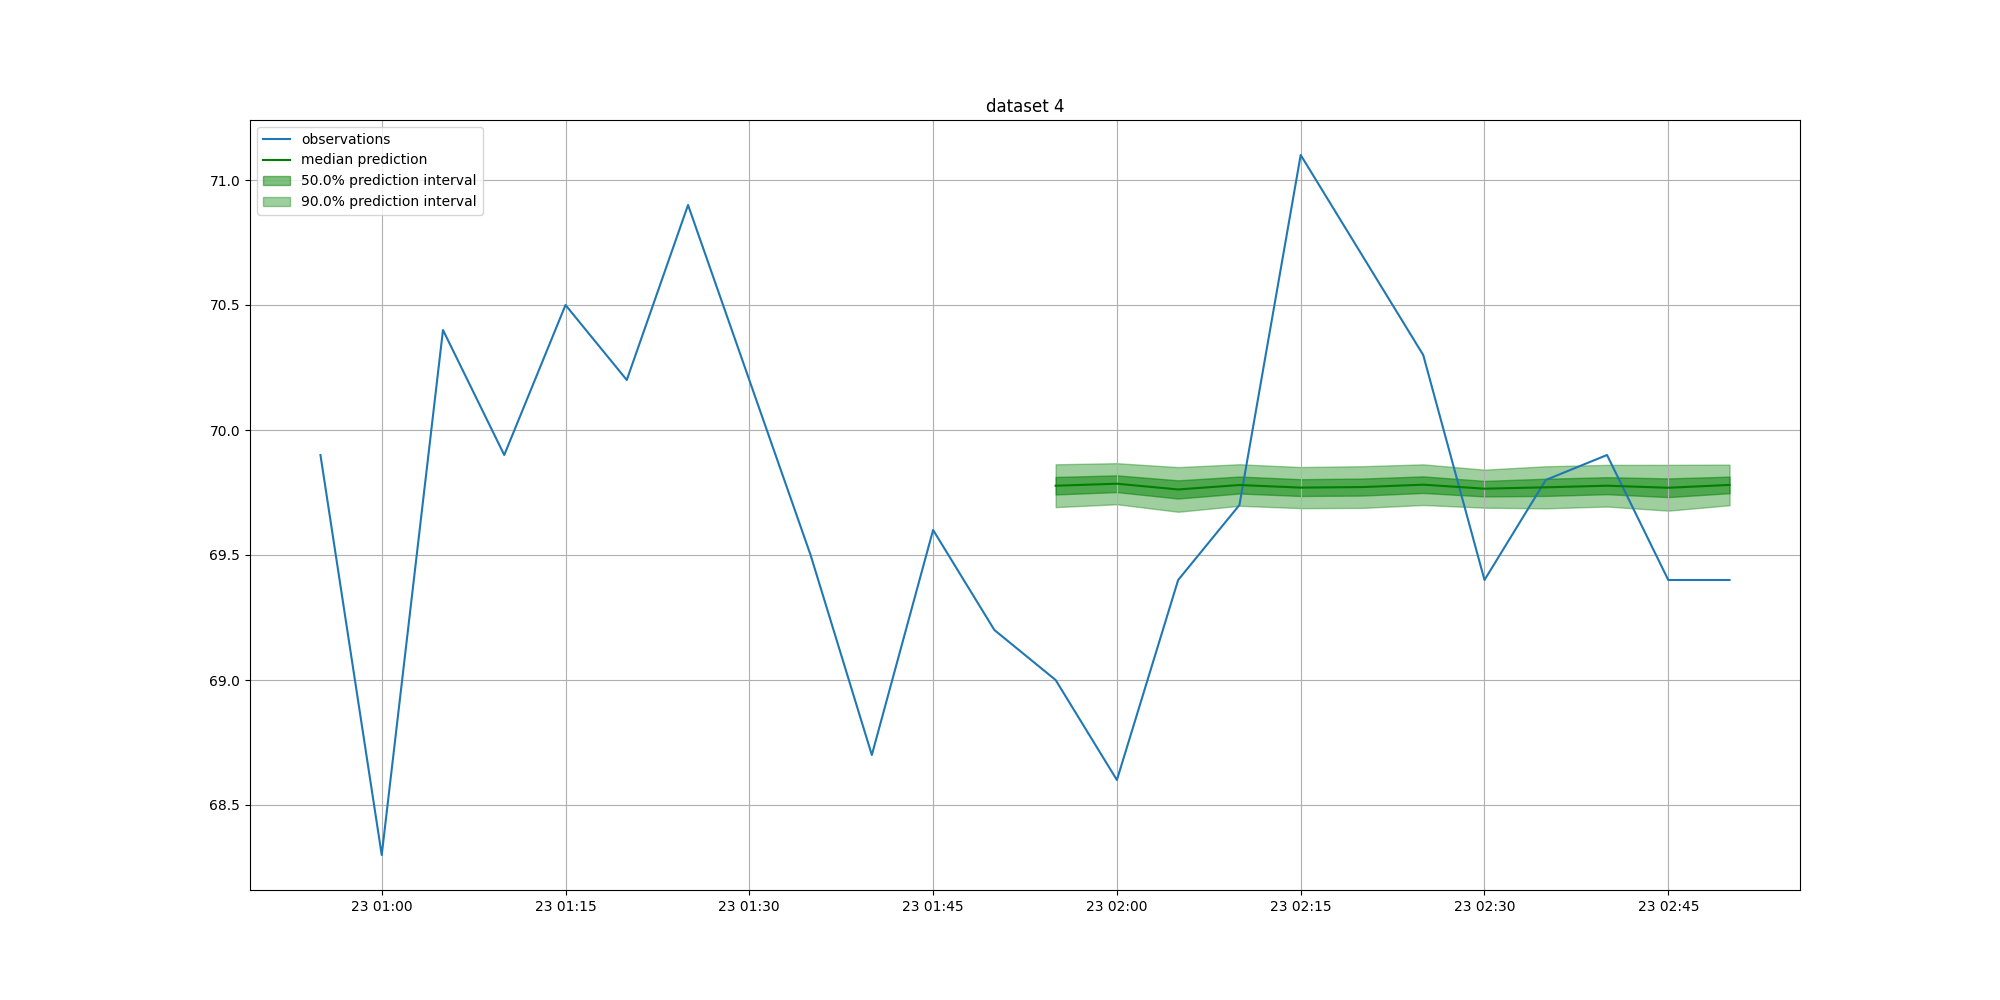 dataset 4
observations
median prediction
50.0% prediction interval
90.0% prediction interval
71.0
70.5
70.0
69.5
69.0
68.5
23 01:00 23 01:15 23 01:30 23 01:45 23 02:00 23 02:15 23 02:30 23 02:45